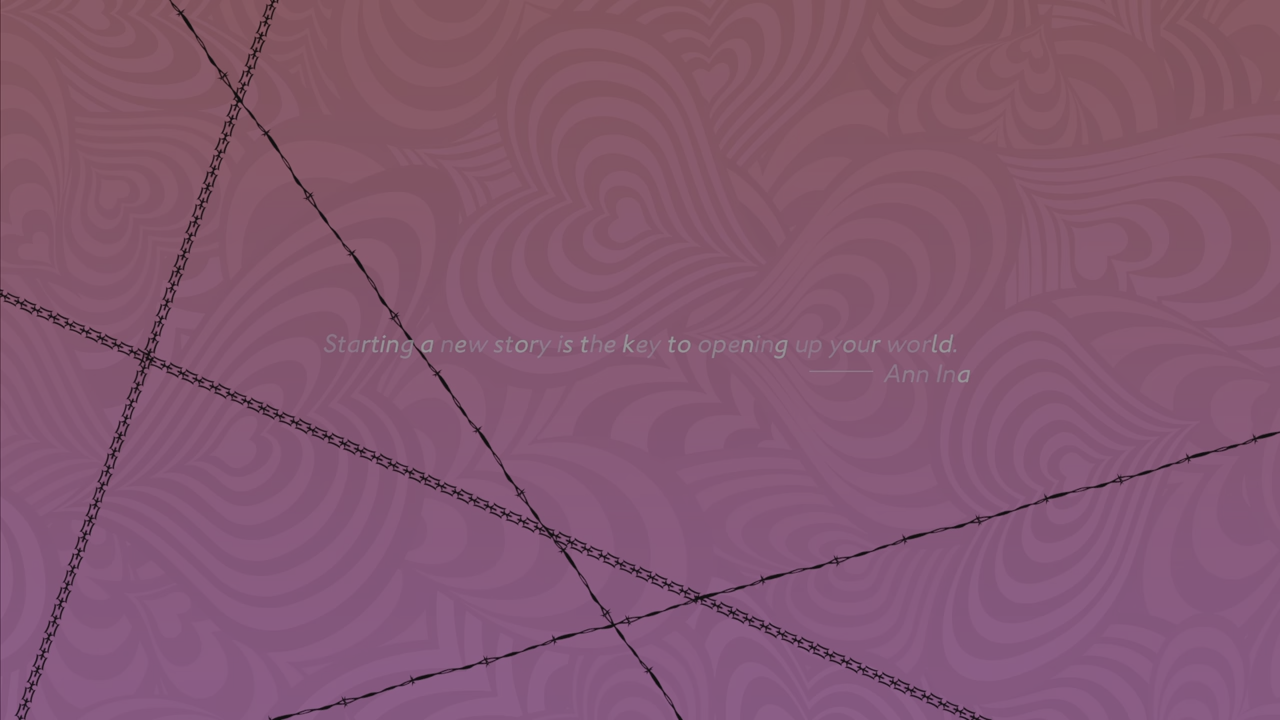 Starting a new story is the key to opening up your world.
—— Ann Ina